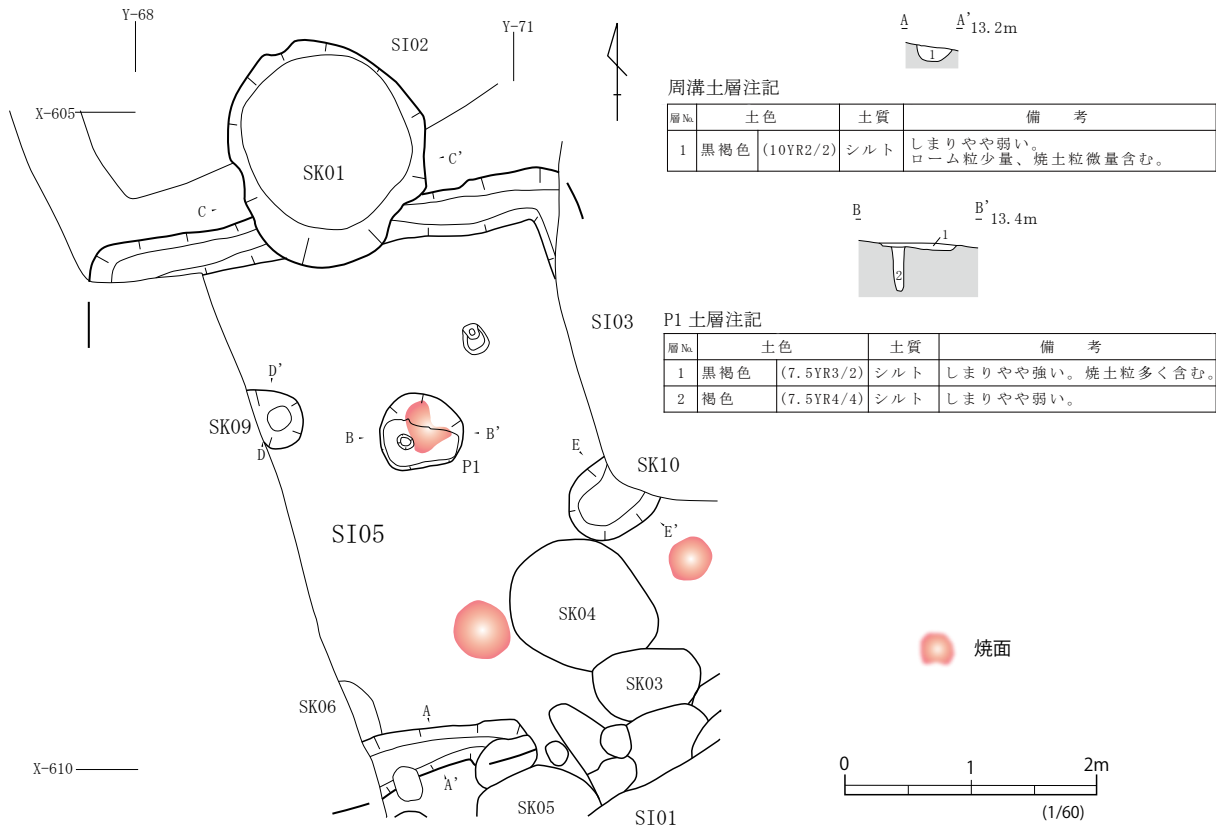 Y-68
Y-71
SI02
X-605
SK01
C'
C
SI03
D'
SK09
D
B
B'
P1
E
SK10
E'
SI05
SK04
SK03
SK06
A
A'
X-610
SK05
SI01
A A' 13.2m
1
周溝土層注記
層№ 土色 土質 備考
1 黒褐色 (10YR2/2) シルト しまりやや弱い。
ローム粒少量、焼土粒微量含む。
B B' 13.4m
1
2
P1 土層注記
層№ 土色 土質 備考
1 黒褐色 (7.5YR3/2) シルト しまりやや強い。焼土粒多く含む。
2 褐色 (7.5YR4/4) シルト しまりやや弱い。
焼面
0 1 2m
(1/60)